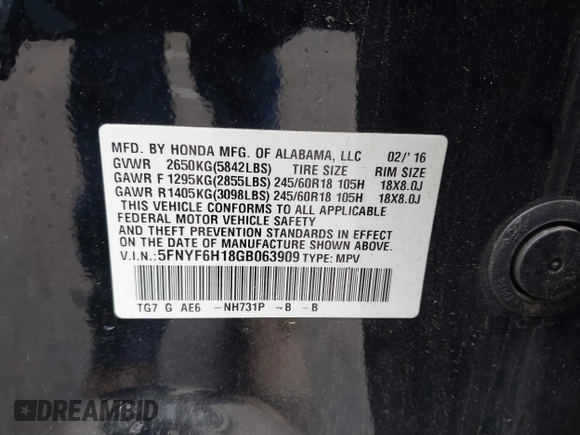 MFD. BY HONDA MFG. OF ALABAMA, LLC 02/'16
GVWR 2650KG(5842LBS) TIRE SIZE RIM SIZE
GAWR F 1295KG(2855LBS) 245/60R18 105H 18X8.0J
GAWR R 1405KG(3098LBS) 245/60R18 105H 18X8.0J
THIS VEHICLE CONFORMS TO ALL APPLICABLE
FEDERAL MOTOR VEHICLE SAFETY
AND THEFT PREVENTION STANDARDS IN EFFECT
ON THE DATE OF MANUFACTURE SHOWN ABOVE.
V.I.N.:5FNYF6H18GB063909 TYPE: MPV
TG7 G AE6 -NH731P -B -B
DREAMBID